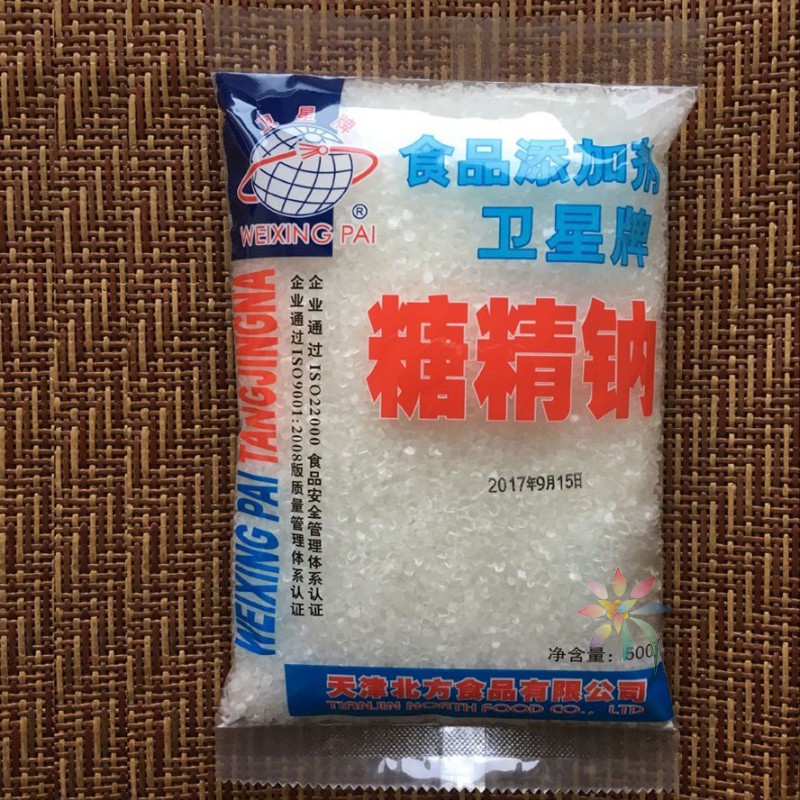 卫星牌
WEIXING PAI
®
食品添加剂
卫星牌
糖精钠
WEIXING PAI TANGJINGNA
企业通过ISO22000食品安全管理体系认证
企业通过ISO9001:2008版质量管理体系认证
2017年9月15日
净含量：500
天津北方食品有限公司
TIANJIN NORTH FOOD CO., LTD